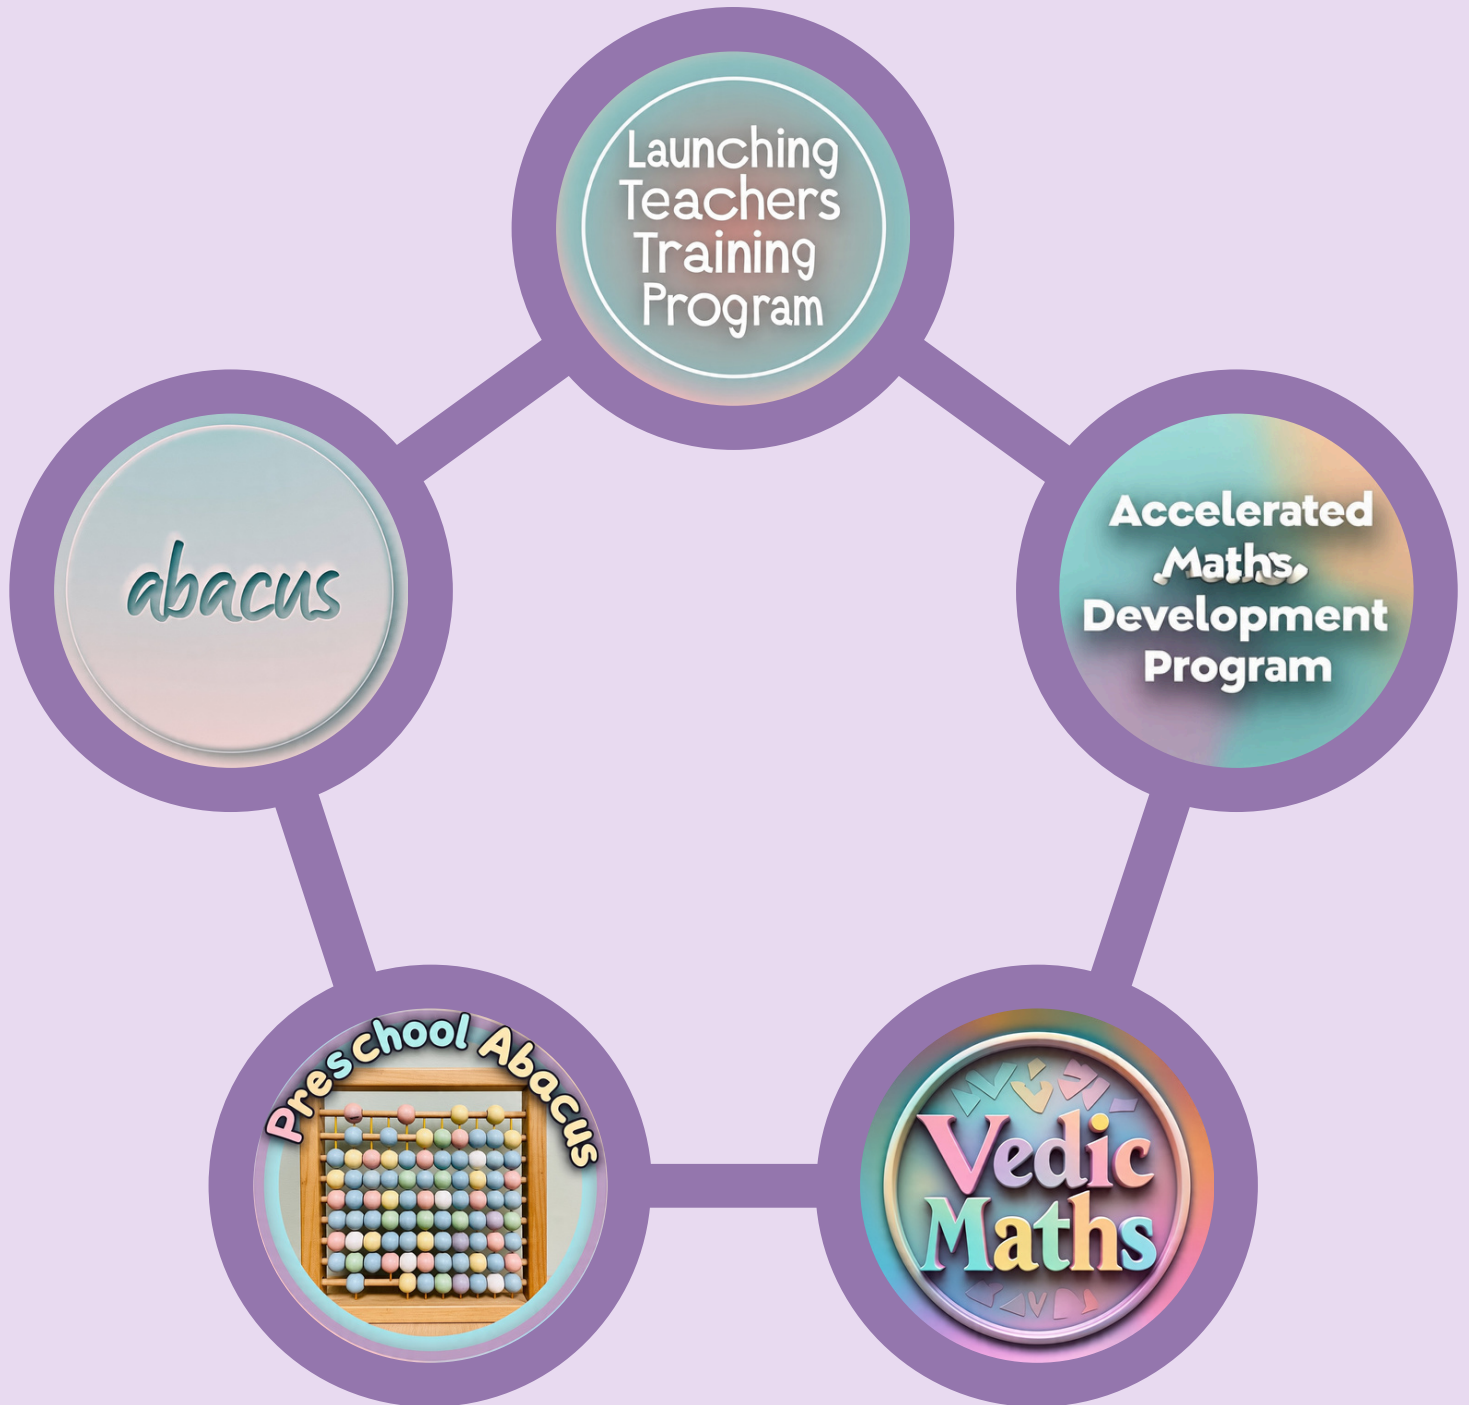 Launching
Teachers
Training
Program
abacus
Accelerated
Maths
Development
Program
Preschool Abacus
Vedic
Maths